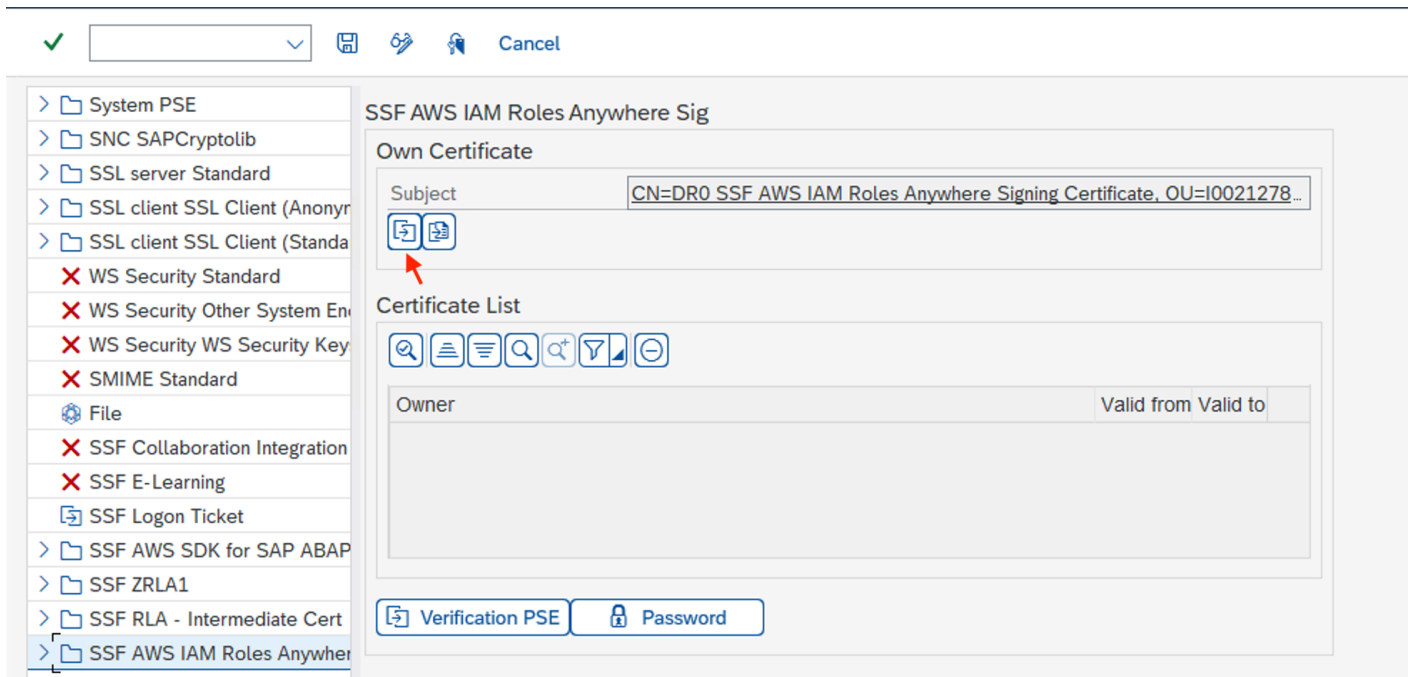 Cancel
System PSE
SNC SAPCryptolib
SSL server Standard
SSL client SSL Client (Anonyr
SSL client SSL Client (Standa
WS Security Standard
WS Security Other System En
WS Security WS Security Key
SMIME Standard
File
SSF Collaboration Integration
SSF E-Learning
SSF Logon Ticket
SSF AWS SDK for SAP ABAP
SSF ZRLA1
SSF RLA - Intermediate Cert
SSF AWS IAM Roles Anywher
SSF AWS IAM Roles Anywhere Sig
Own Certificate
Subject
CN=DR0 SSF AWS IAM Roles Anywhere Signing Certificate, OU=I0021278...
Certificate List
Owner Valid from Valid to
Verification PSE Password